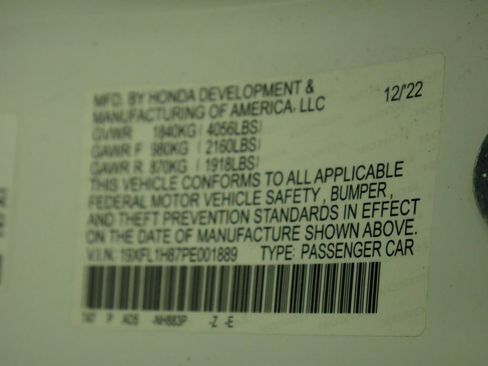 MFD. BY HONDA DEVELOPMENT &
MANUFACTURING OF AMERICA, LLC 12/'22
GVWR 1840KG ( 4056LBS)
GAWR F 980KG ( 2160LBS)
GAWR R 870KG ( 1918LBS)
THIS VEHICLE CONFORMS TO ALL APPLICABLE
FEDERAL MOTOR VEHICLE SAFETY, BUMPER,
AND THEFT PREVENTION STANDARDS IN EFFECT
ON THE DATE OF MANUFACTURE SHOWN ABOVE.
V.I.N.: 19XFL1H87PE001889 TYPE: PASSENGER CAR
P -NH883P -Z -E